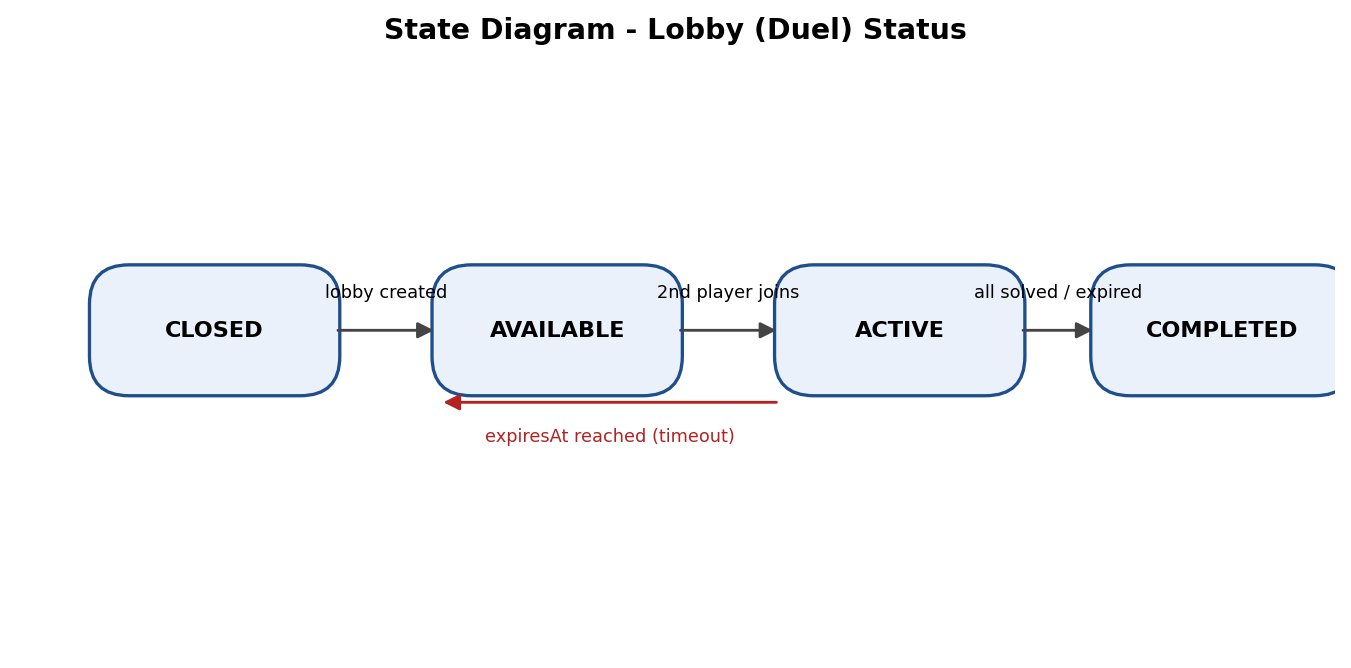 State Diagram - Lobby (Duel) Status
lobby created
2nd player joins
all solved / expired
CLOSED
AVAILABLE
ACTIVE
COMPLETED
expiresAt reached (timeout)